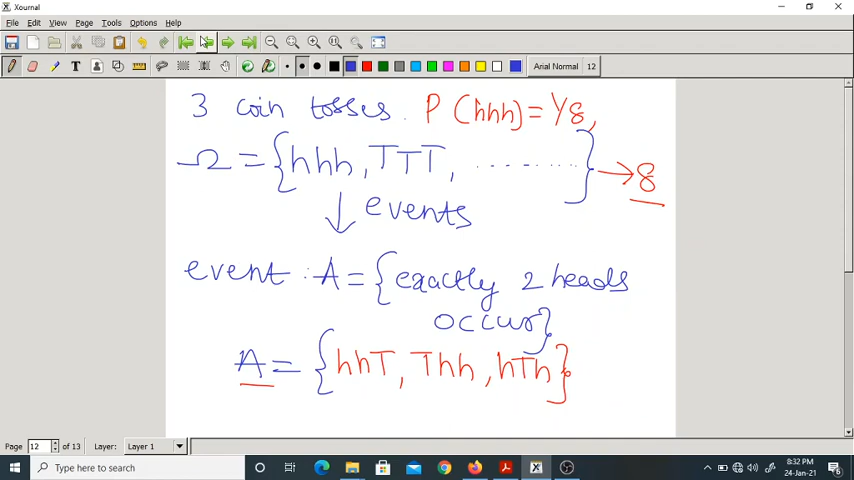 Xournal
File Edit View Page Tools Options Help
Arial Normal 12
3 coin tosses. P (hhh) = 1/8,
Ω = {hhh, TTT, ..........} → 8
↓ events
event : A = {exactly 2 heads
occur}
A = {hhT, Thh, hTh}
Page 12 of 13 Layer: Layer 1
Type here to search
8:32 PM
24-Jan-21
6